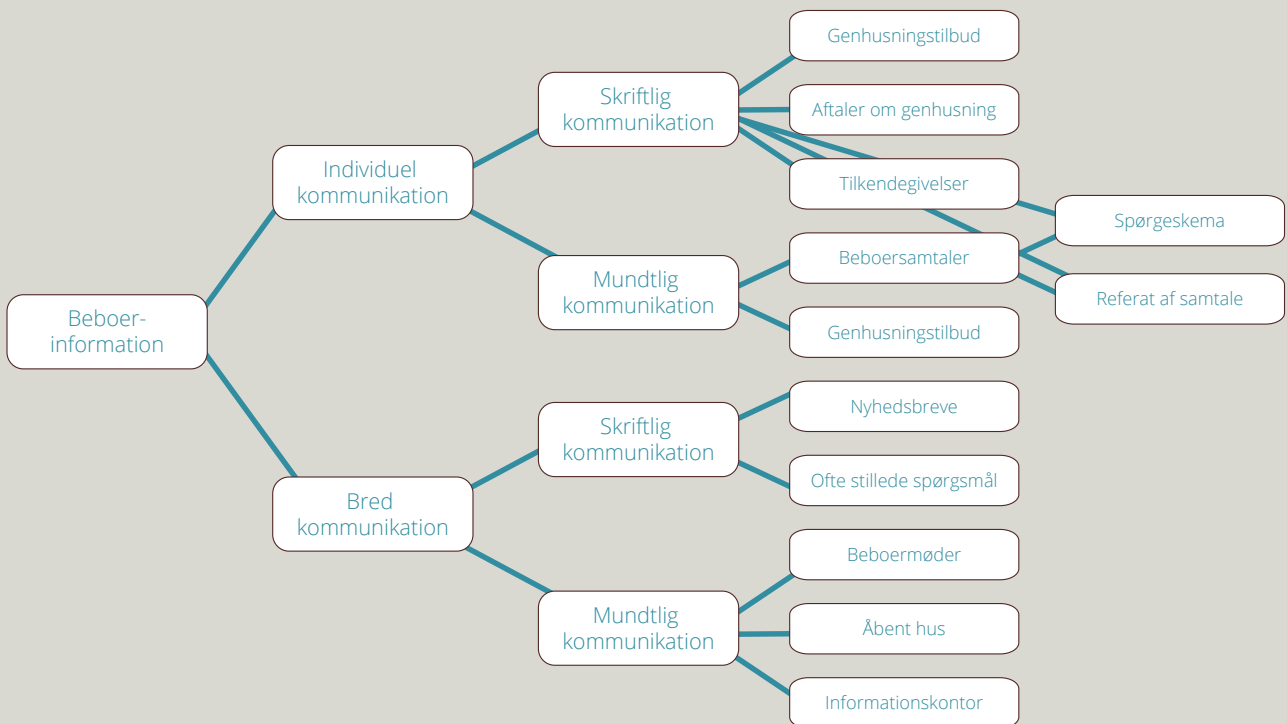 Beboer-
information
Individuel
kommunikation
Skriftlig
kommunikation
Genhusningstilbud
Aftaler om genhusning
Tilkendegivelser
Spørgeskema
Referat af samtale
Mundtlig
kommunikation
Beboersamtaler
Genhusningstilbud
Bred
kommunikation
Skriftlig
kommunikation
Nyhedsbreve
Ofte stillede spørgsmål
Mundtlig
kommunikation
Beboermøder
Åbent hus
Informationskontor